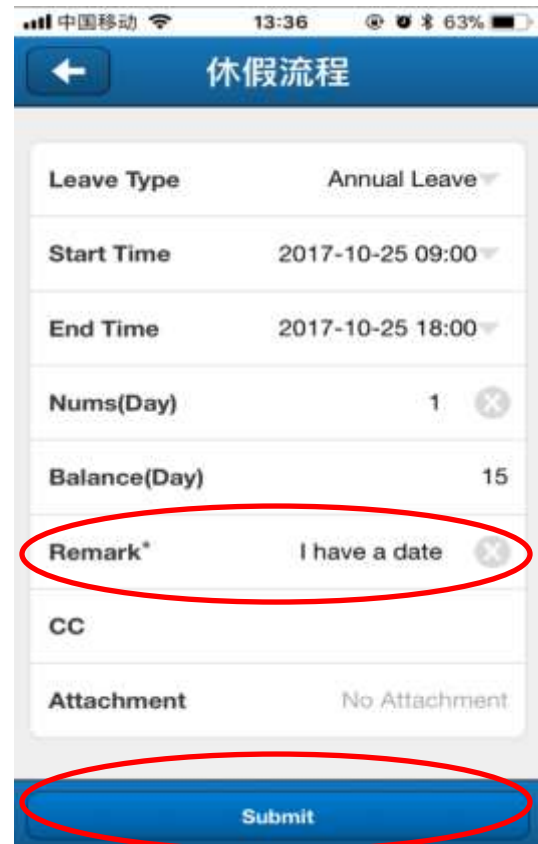 中国移动 13:36 63%
休假流程
Leave Type Annual Leave
Start Time 2017-10-25 09:00
End Time 2017-10-25 18:00
Nums(Day) 1
Balance(Day) 15
Remark* I have a date
CC
Attachment No Attachment
Submit